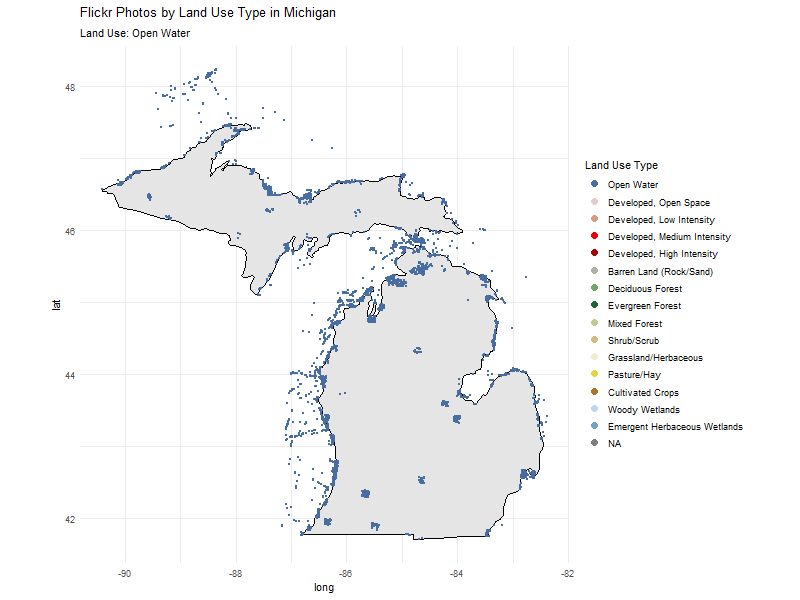 Flickr Photos by Land Use Type in Michigan
Land Use: Open Water
48
46
44
42
lat
-90
-88
-86
-84
-82
long
Land Use Type
Open Water
Developed, Open Space
Developed, Low Intensity
Developed, Medium Intensity
Developed, High Intensity
Barren Land (Rook/Sand)
Deciduous Forest
Evergreen Forest
Mixed Forest
Shrub/Scrub
Grassland/Herbaceous
Pasture/Hay
Cultivated Crops
Woody Wetlands
Emergent Herbaceous Wetlands
NA